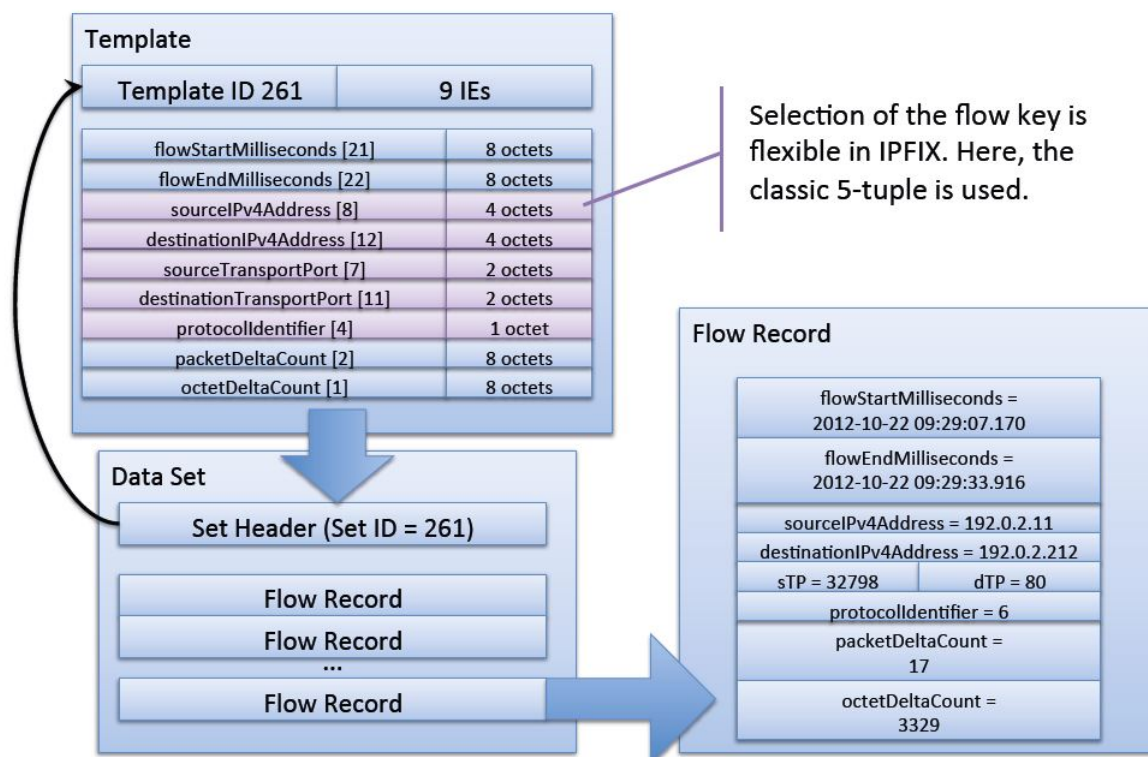 Template
Template ID 261 9 IEs
flowStartMilliseconds [21] 8 octets
flowEndMilliseconds [22] 8 octets
sourceIPv4Address [8] 4 octets
destinationIPv4Address [12] 4 octets
sourceTransportPort [7] 2 octets
destinationTransportPort [11] 2 octets
protocolIdentifier [4] 1 octet
packetDeltaCount [2] 8 octets
octetDeltaCount [1] 8 octets
Selection of the flow key is
flexible in IPFIX. Here, the
classic 5-tuple is used.
Data Set
Set Header (Set ID = 261)
Flow Record
Flow Record
...
Flow Record
Flow Record
flowStartMilliseconds =
2012-10-22 09:29:07.170
flowEndMilliseconds =
2012-10-22 09:29:33.916
sourceIPv4Address = 192.0.2.11
destinationIPv4Address = 192.0.2.212
sTP = 32798 dTP = 80
protocolIdentifier = 6
packetDeltaCount =
17
octetDeltaCount =
3329